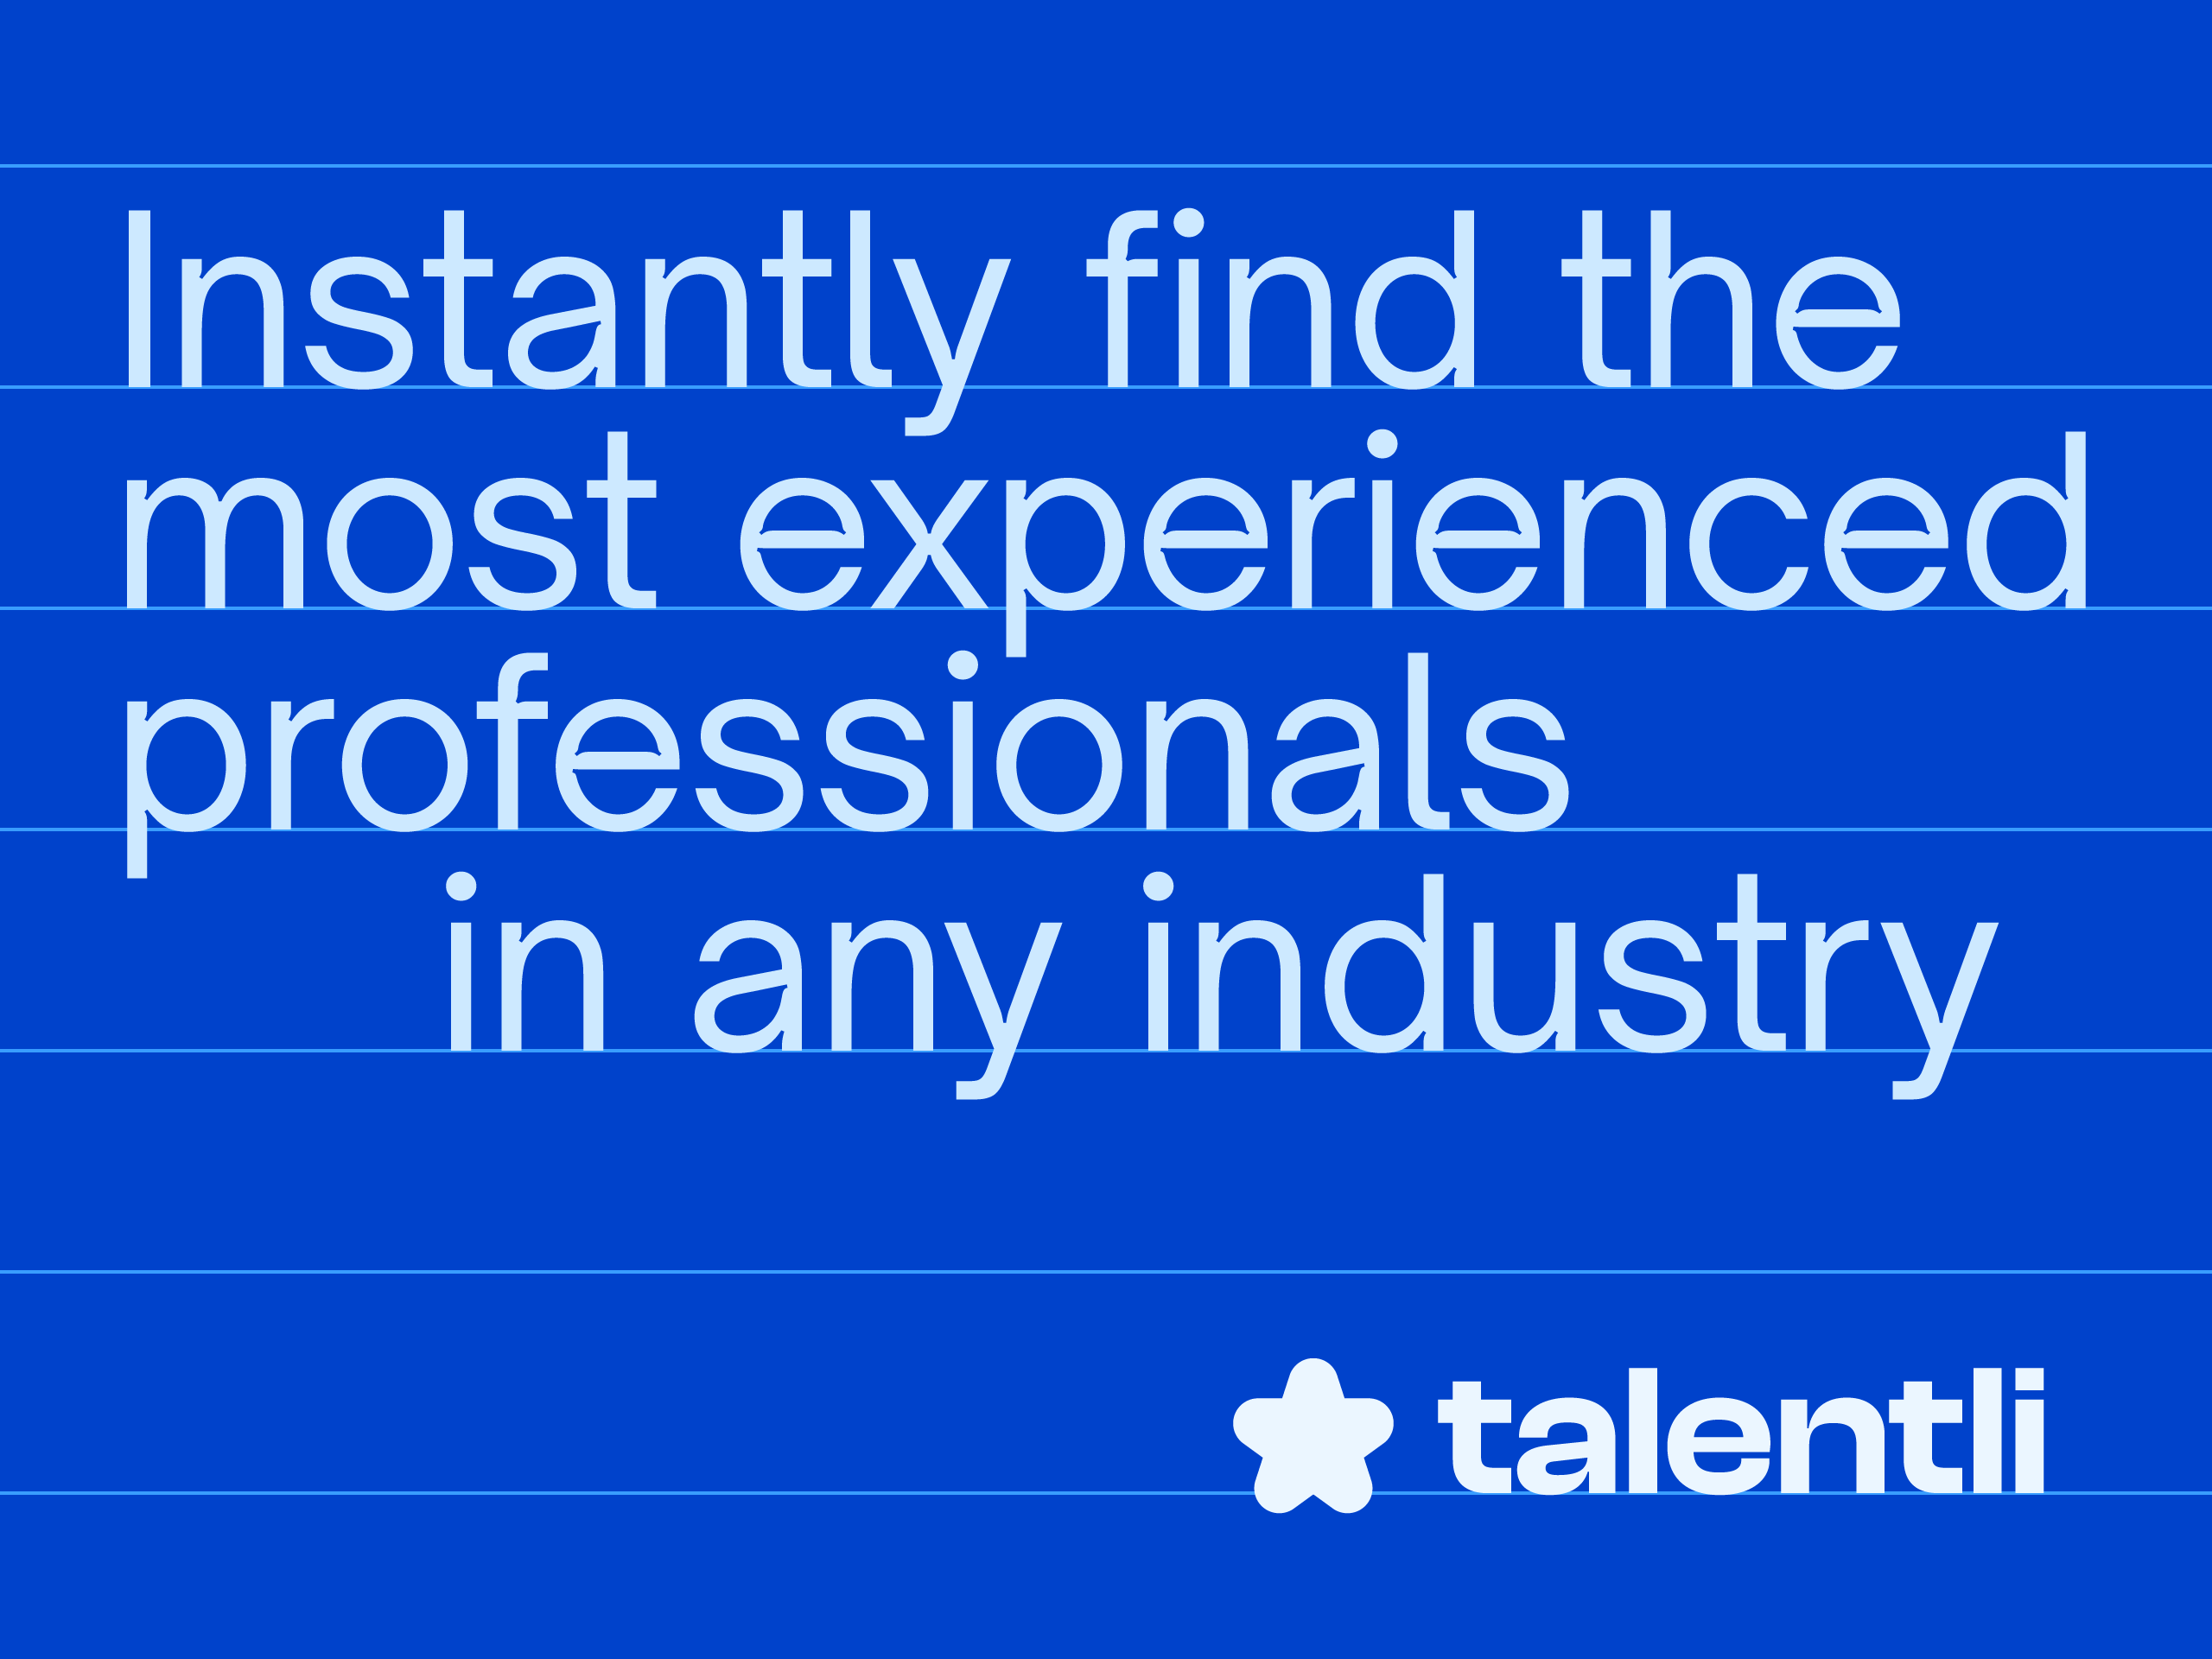 Instantly find the
most experienced
professionals
in any industry
talentli